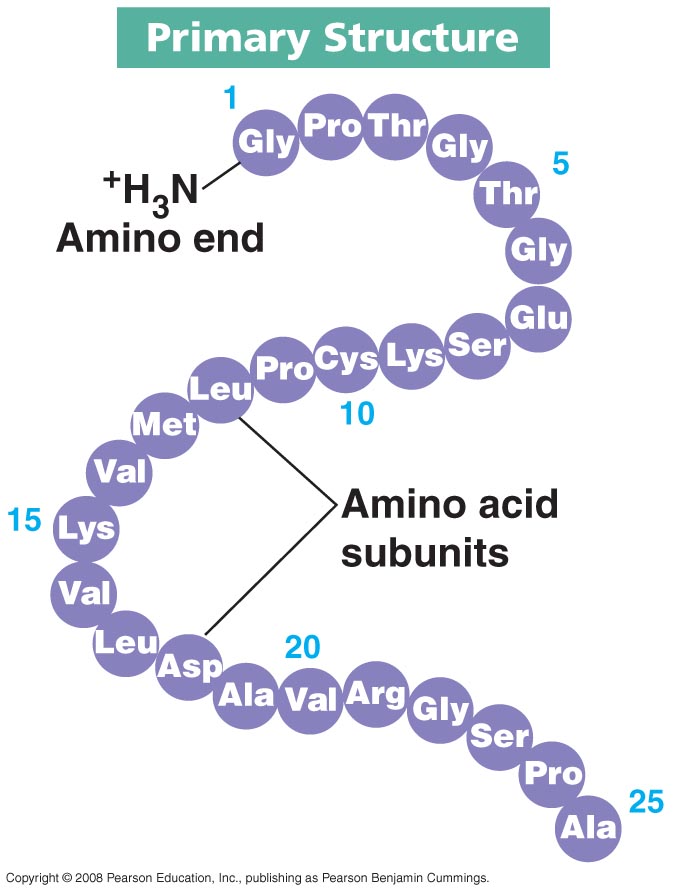 Primary Structure
1
Gly Pro Thr Gly
5
Thr
+H3N
Amino end
Gly
Glu
Ser Lys Cys Pro Leu
10
Met
Val
15
Lys
Amino acid
subunits
Val
Leu Asp
20
Ala Val Arg Gly
Ser
Pro
25
Ala
Copyright © 2008 Pearson Education, Inc., publishing as Pearson Benjamin Cummings.